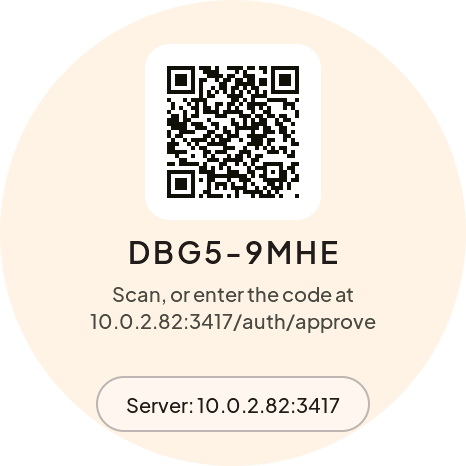 DBG5-9MHE
Scan, or enter the code at
10.0.2.82:3417/auth/approve
Server: 10.0.2.82:3417